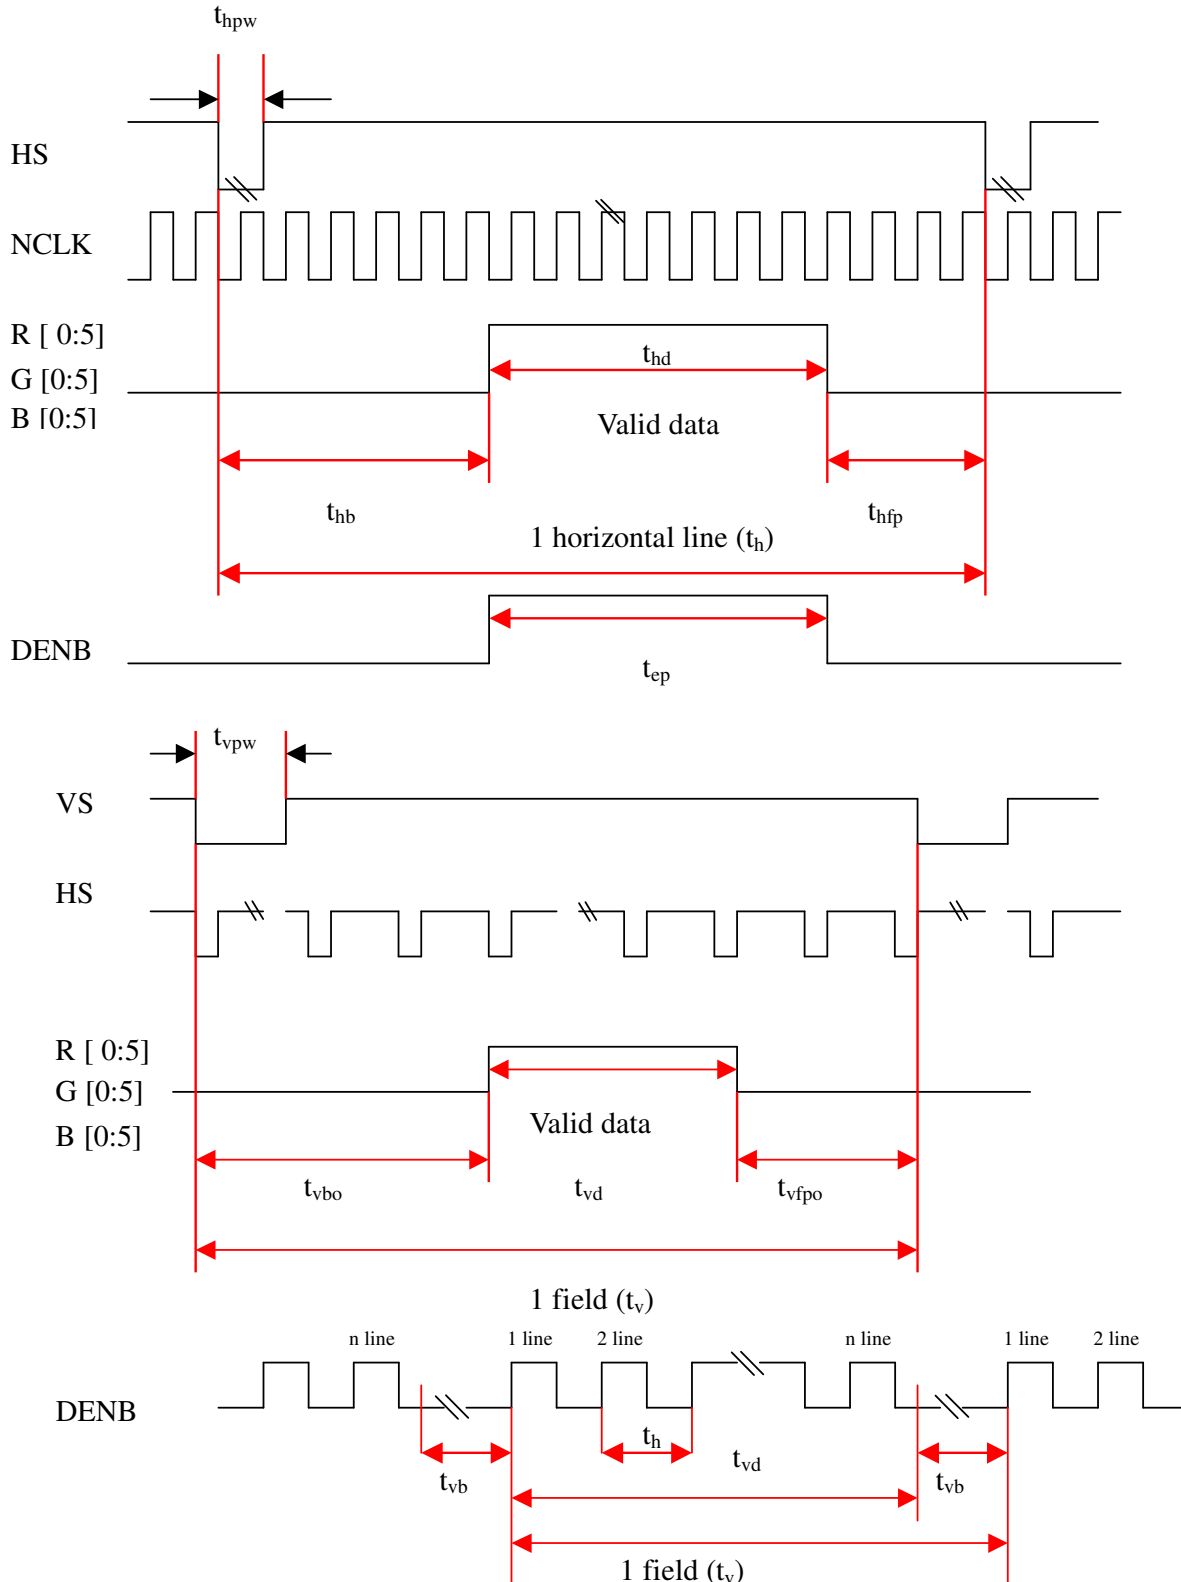 thpw
HS
NCLK
R [ 0:5]
thd
G [0:5]
B [0:5]
Valid data
thb
thfp
1 horizontal line (th)
DENB
tep
tvpw
VS
HS
R [ 0:5]
G [0:5]
Valid data
B [0:5]
tvbo
tvd
tvfpo
1 field (tv)
n line
1 line
2 line
n line
1 line
2 line
DENB
th
tvd
tvb
tvb
1 field (tv)